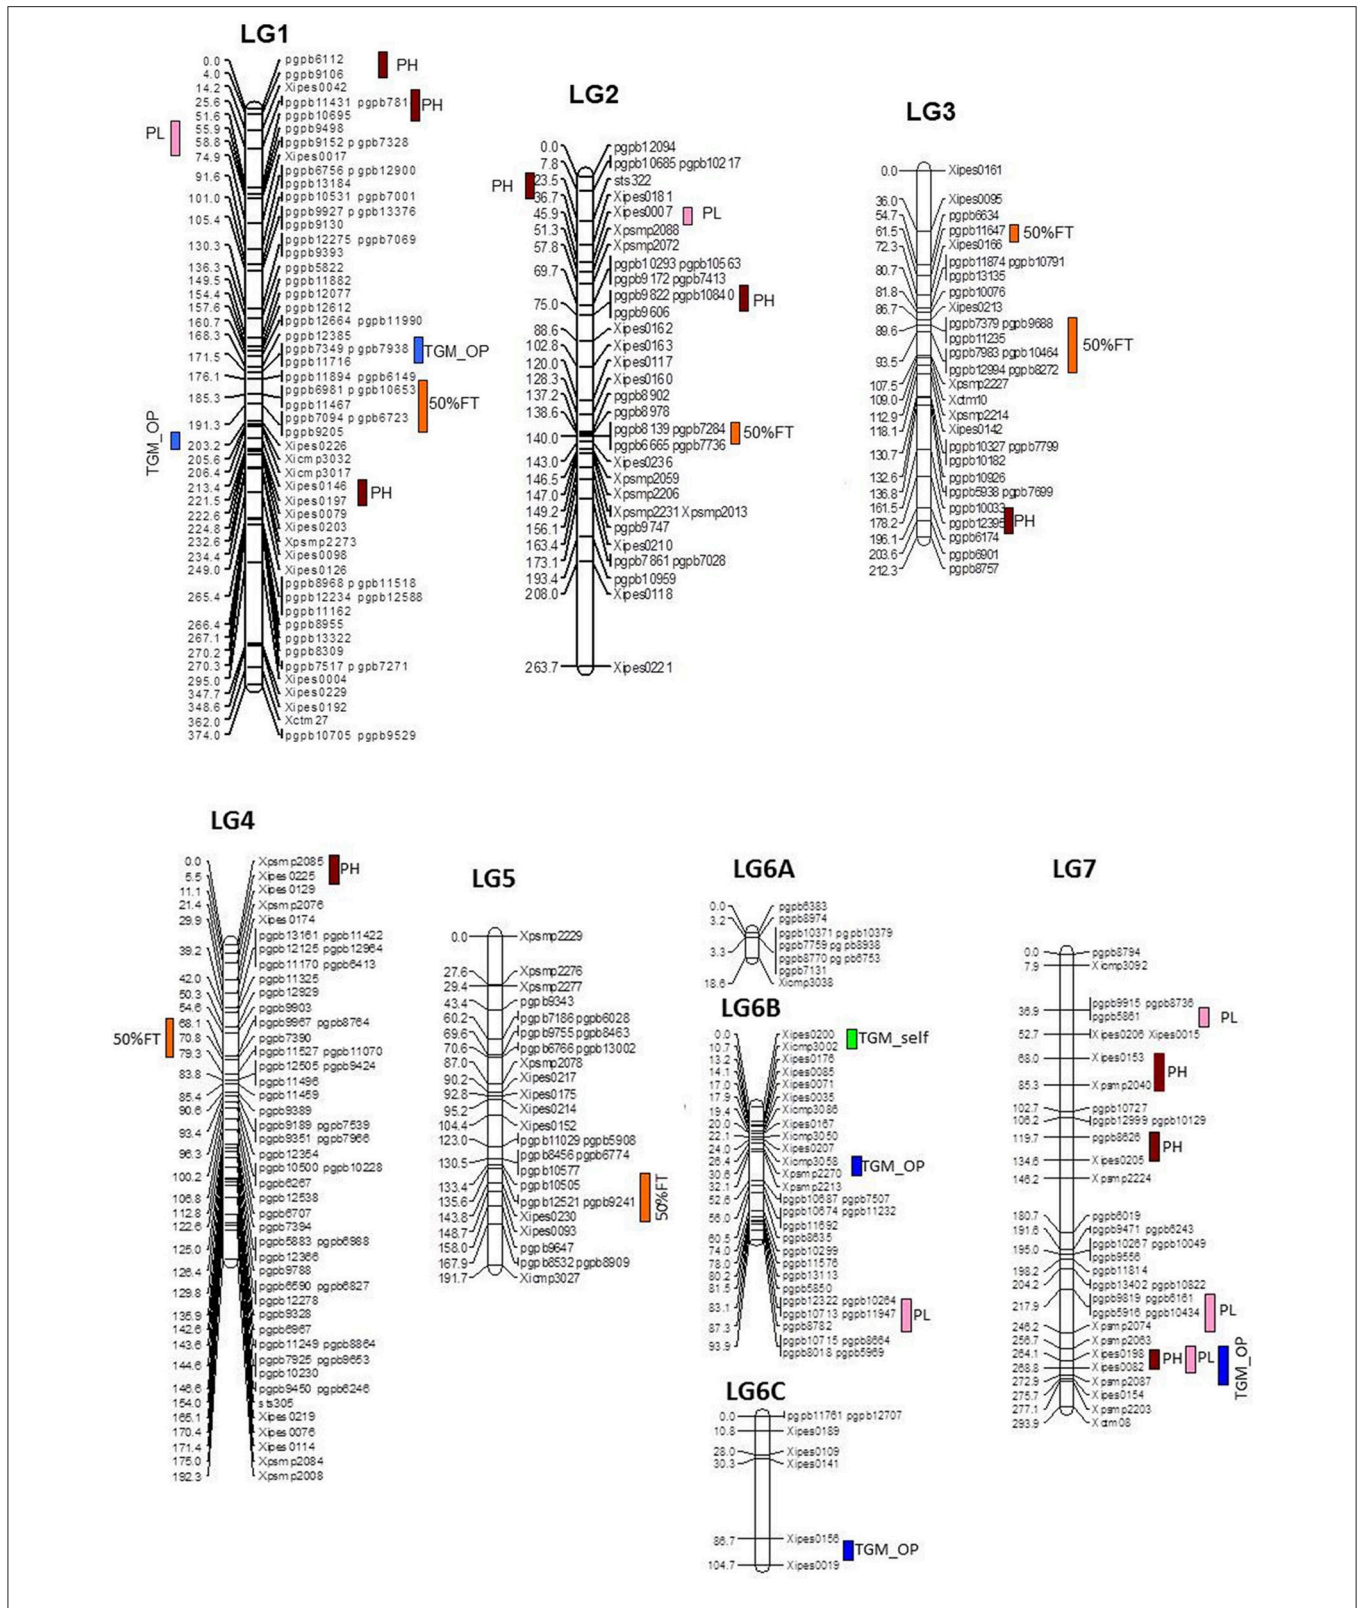 LG1
0.0
4.0
14.2
25.6
51.6
55.9
58.8
74.9
91.6
101.0
105.4
130.3
136.3
149.5
154.4
157.6
160.7
168.3
171.5
176.1
185.3
191.3
203.2
205.6
206.4
213.4
221.5
222.6
224.8
232.6
234.4
249.0
265.4
266.4
267.1
270.2
270.3
295.0
347.7
348.6
362.0
374.0
pgpb6112
pgpb9106
Xipes0042
pgpb11431 pgpb781
pgpb10695
pgpb9498
pgpb9152 pgpb7328
Xipes0017
pgpb6756 pgpb12900
pgpb13184
pgpb10531 pgpb7001
pgpb9927 pgpb13376
pgpb9130
pgpb12275 pgpb7069
pgpb9393
pgpb5822
pgpb11882
pgpb12077
pgpb12612
pgpb12664 pgpb11990
pgpb12385
pgpb7349 pgpb7938
pgpb11716
pgpb11894 pgpb6149
pgpb6981 pgpb10653
pgpb11467
pgpb7094 pgpb6723
pgpb9205
Xipes0226
Xicmp3032
Xicmp3017
Xipes0146
Xipes0197
Xipes0079
Xipes0203
Xpsmp2273
Xipes0098
Xipes0126
pgpb8968 pgpb11518
pgpb12234 pgpb12588
pgpb11162
pgpb8955
pgpb13322
pgpb8309
pgpb7517 pgpb7271
Xipes0004
Xipes0229
Xipes0192
Xctm27
pgpb10705 pgpb9529
PH
PH
PL
TGM_OP
50%FT
TGM_OP
PH
LG2
0.0
7.8
23.5
36.7
45.9
57.8
69.7
75.0
88.6
102.8
120.0
128.3
137.2
138.6
140.0
143.0
146.5
147.0
149.2
156.1
163.4
173.1
193.4
208.0
263.7
pgpb12094
pgpb10685 pgpb10217
sts322
Xipes0181
Xipes0007
Xpsmp2088
Xpsmp2072
pgpb10293 pgpb10563
pgpb9172 pgpb7413
pgpb9822 pgpb10840
pgpb9606
Xipes0162
Xipes0163
Xipes0117
Xipes0160
pgpb8902
pgpb8978
pgpb8139 pgpb7284
pgpb6665 pgpb7736
Xipes0236
Xpsmp2059
Xpsmp2206
Xpsmp2231 Xpsmp2013
pgpb9747
Xipes0210
pgpb7861 pgpb7028
pgpb10959
Xipes0118
Xipes0221
PH
PL
PH
50%FT
LG3
0.0
36.0
54.7
61.5
72.3
80.7
81.8
86.7
89.6
93.5
107.5
109.0
112.9
118.1
130.7
132.6
136.8
161.5
178.2
196.1
203.6
212.3
Xipes0161
Xipes0095
pgpb6634
pgpb11647
Xipes0166
pgpb11874 pgpb10791
pgpb13135
pgpb10076
Xipes0213
pgpb7379 pgpb9688
pgpb11235
pgpb7983 pgpb10464
pgpb12994 pgpb8272
Xpsmp2227
Xctm10
Xpsmp2214
Xipes0142
pgpb10327 pgpb7799
pgpb10182
pgpb10926
pgpb5938 pgpb7699
pgpb10033
pgpb12395
pgpb6174
pgpb6901
pgpb8757
50%FT
50%FT
PH
LG4
0.0
5.5
11.1
21.4
29.9
39.2
42.0
50.3
54.6
68.1
70.8
79.3
83.8
85.4
90.6
93.4
96.3
100.2
106.8
112.8
122.6
125.0
126.4
129.8
135.9
142.6
143.6
144.6
146.6
154.0
165.1
170.4
171.4
175.0
192.3
Xpsmp2085
Xipes0225
Xipes0129
Xpsmp2076
Xipes0174
pgpb13161 pgpb11422
pgpb12125 pgpb12964
pgpb11170 pgpb6413
pgpb11325
pgpb12929
pgpb9903
pgpb9967 pgpb8764
pgpb7390
pgpb11527 pgpb11070
pgpb12505 pgpb9424
pgpb11496
pgpb11459
pgpb9389
pgpb9189 pgpb7539
pgpb9351 pgpb7966
pgpb12354
pgpb10500 pgpb10228
pgpb6267
pgpb12538
pgpb6707
pgpb7394
pgpb5883 pgpb6988
pgpb12366
pgpb9788
pgpb6590 pgpb6827
pgpb12278
pgpb9328
pgpb6967
pgpb11249 pgpb8864
pgpb7925 pgpb9653
pgpb10230
pgpb9450 pgpb6246
sts305
Xipes0219
Xipes0076
Xipes0114
Xpsmp2084
Xpsmp2008
PH
50%FT
LG5
0.0
27.6
29.4
43.4
60.2
69.6
70.6
87.0
90.2
92.8
95.2
104.4
123.0
130.5
133.4
135.6
143.8
148.7
158.0
167.9
191.7
Xpsmp2229
Xpsmp2276
Xpsmp2277
pgpb9343
pgpb7186 pgpb6028
pgpb9755 pgpb8463
pgpb6766 pgpb13002
Xpsmp2078
Xipes0217
Xipes0175
Xipes0214
Xipes0152
pgpb11029 pgpb5908
pgpb8456 pgpb6774
pgpb10577
pgpb10505
pgpb12521 pgpb9241
Xipes0230
Xipes0093
pgpb9647
pgpb8532 pgpb8909
Xicmp3027
50%FT
LG6A
0.0
3.2
3.3
18.6
pgpb6383
pgpb8974
pgpb10371 pgpb10379
pgpb7759 pgpb8938
pgpb8770 pgpb6753
pgpb7131
Xicmp3038
LG6B
0.0
10.7
13.2
14.1
17.0
17.9
19.4
20.0
22.1
24.0
26.4
30.6
32.1
52.6
56.0
60.5
74.0
78.0
80.2
81.5
83.1
87.3
93.9
Xipes0200
Xicmp3002
Xipes0176
Xipes0085
Xipes0071
Xipes0035
Xicmp3086
Xipes0167
Xicmp3050
Xipes0207
Xicmp3058
Xpsmp2270
Xpsmp2213
pgpb10687 pgpb7507
pgpb10674 pgpb11232
pgpb11692
pgpb8635
pgpb10299
pgpb11576
pgpb13113
pgpb5850
pgpb12322 pgpb10264
pgpb10713 pgpb11947
pgpb8782
pgpb10715 pgpb8664
pgpb8018 pgpb5969
TGM_self
TGM_OP
PL
LG6C
0.0
10.8
28.0
30.3
86.7
104.7
pgpb11761 pgpb12707
Xipes0189
Xipes0109
Xipes0141
Xipes0156
Xipes0019
TGM_OP
LG7
0.0
7.9
36.9
52.7
68.0
85.3
102.7
106.2
119.7
134.6
146.2
180.7
191.6
195.0
198.2
204.2
217.9
246.2
256.7
264.1
268.8
272.9
275.7
277.1
293.9
pgpb8794
Xicmp3092
pgpb9915 pgpb8736
pgpb5861
Xipes0206 Xipes0015
Xipes0153
Xpsmp2040
pgpb10727
pgpb12999 pgpb10129
pgpb8626
Xipes0205
Xpsmp2224
pgpb6019
pgpb9471 pgpb6243
pgpb10267 pgpb10049
pgpb9556
pgpb11814
pgpb13402 pgpb10822
pgpb9819 pgpb6161
pgpb5916 pgpb10434
Xpsmp2074
Xpsmp2063
Xipes0198
Xipes0082
Xpsmp2087
Xipes0154
Xpsmp2203
Xctm08
PL
PH
PH
PL
PH
PL
TGM_OP